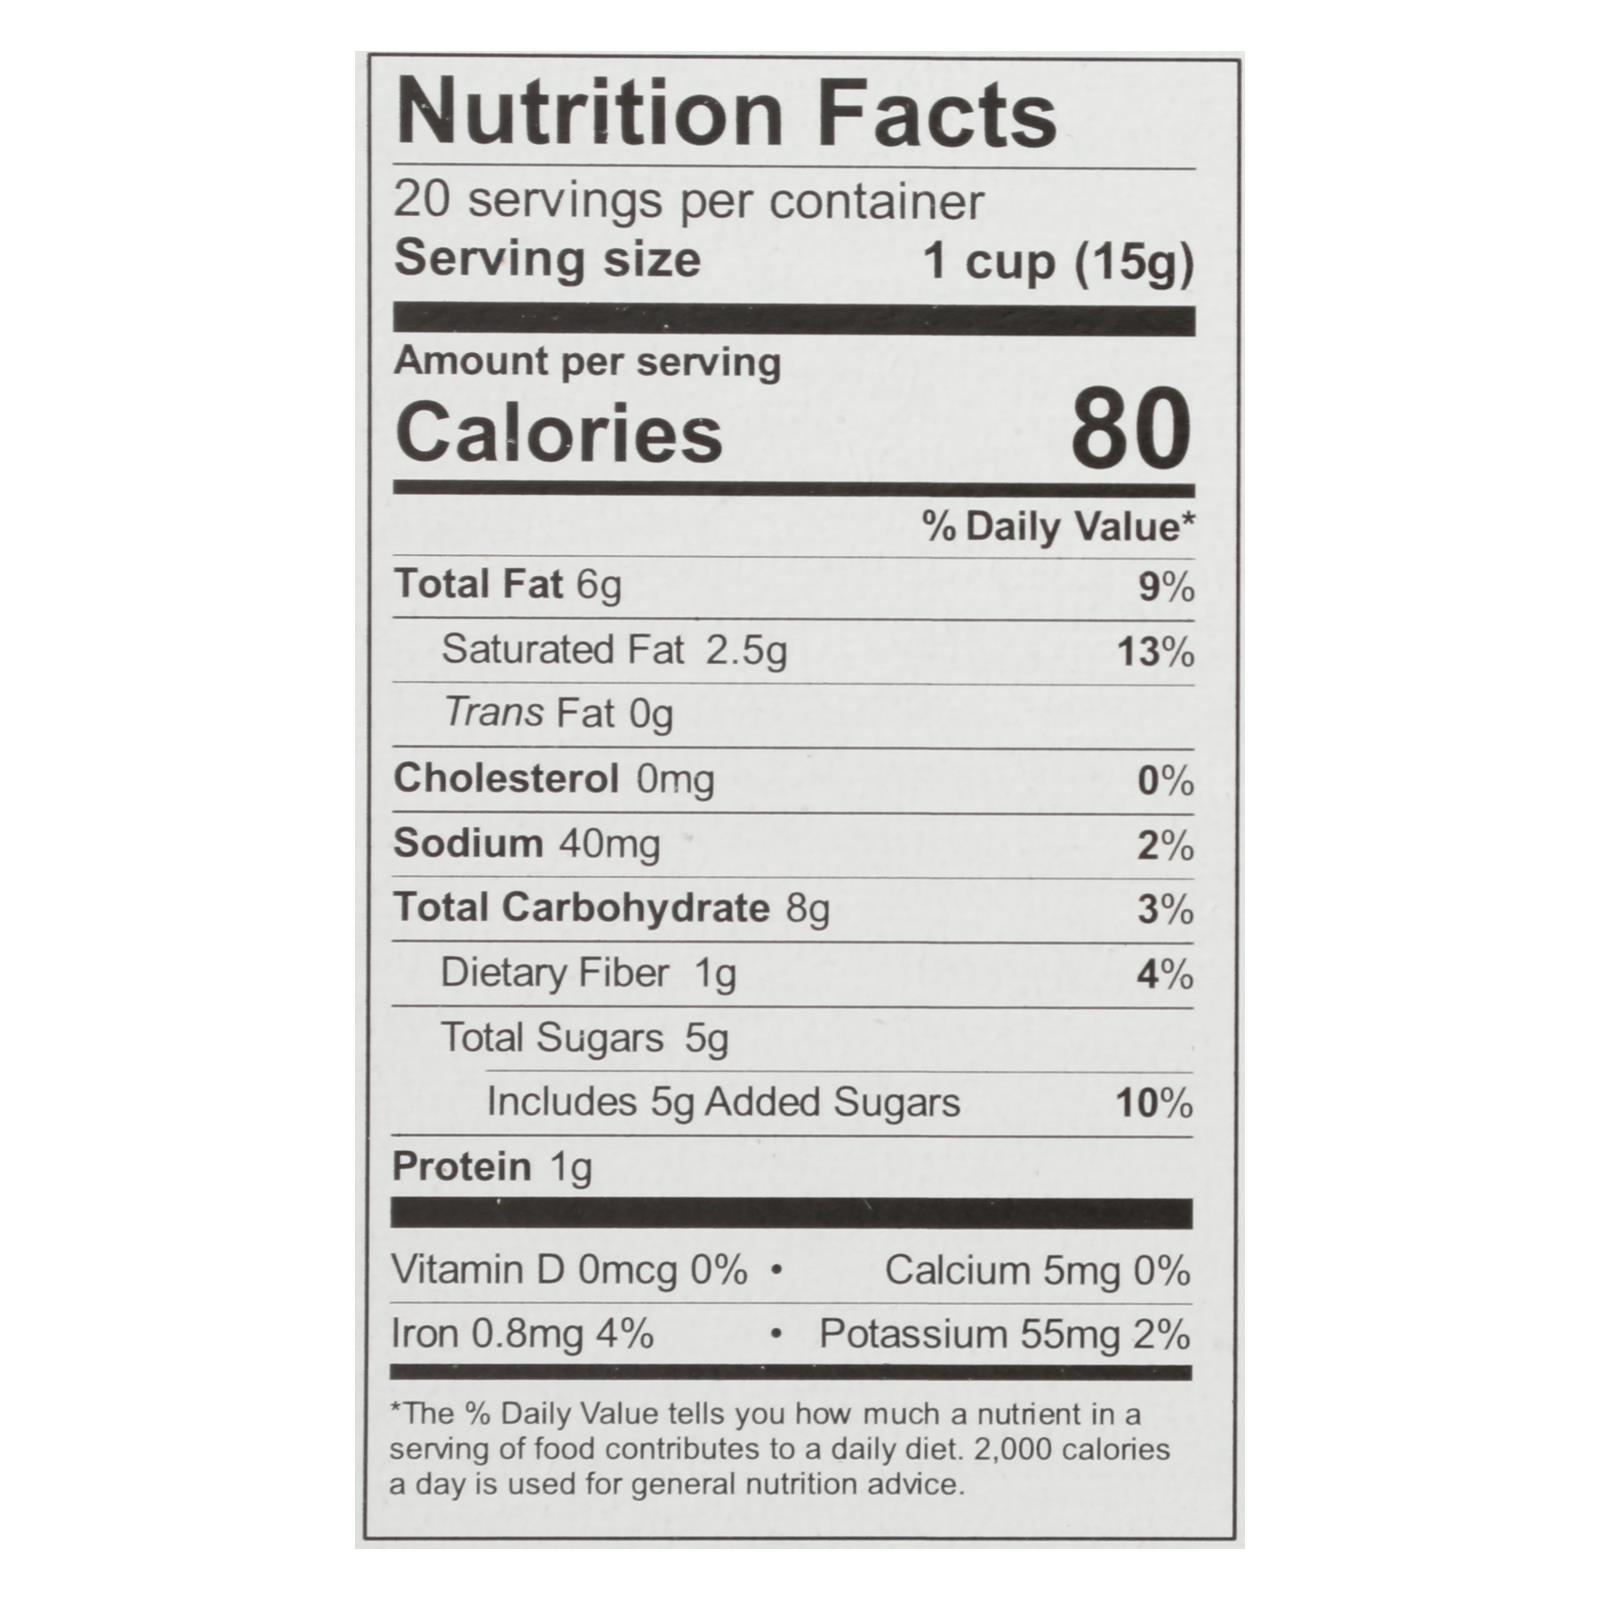 Nutrition Facts
20 servings per container
Serving size 1 cup (15g)
Amount per serving
Calories 80
% Daily Value*
Total Fat 6g 9%
Saturated Fat 2.5g 13%
Trans Fat 0g
Cholesterol 0mg 0%
Sodium 40mg 2%
Total Carbohydrate 8g 3%
Dietary Fiber 1g 4%
Total Sugars 5g
Includes 5g Added Sugars 10%
Protein 1g
Vitamin D 0mcg 0% • Calcium 5mg 0%
Iron 0.8mg 4% • Potassium 55mg 2%
*The % Daily Value tells you how much a nutrient in a
serving of food contributes to a daily diet. 2,000 calories
a day is used for general nutrition advice.